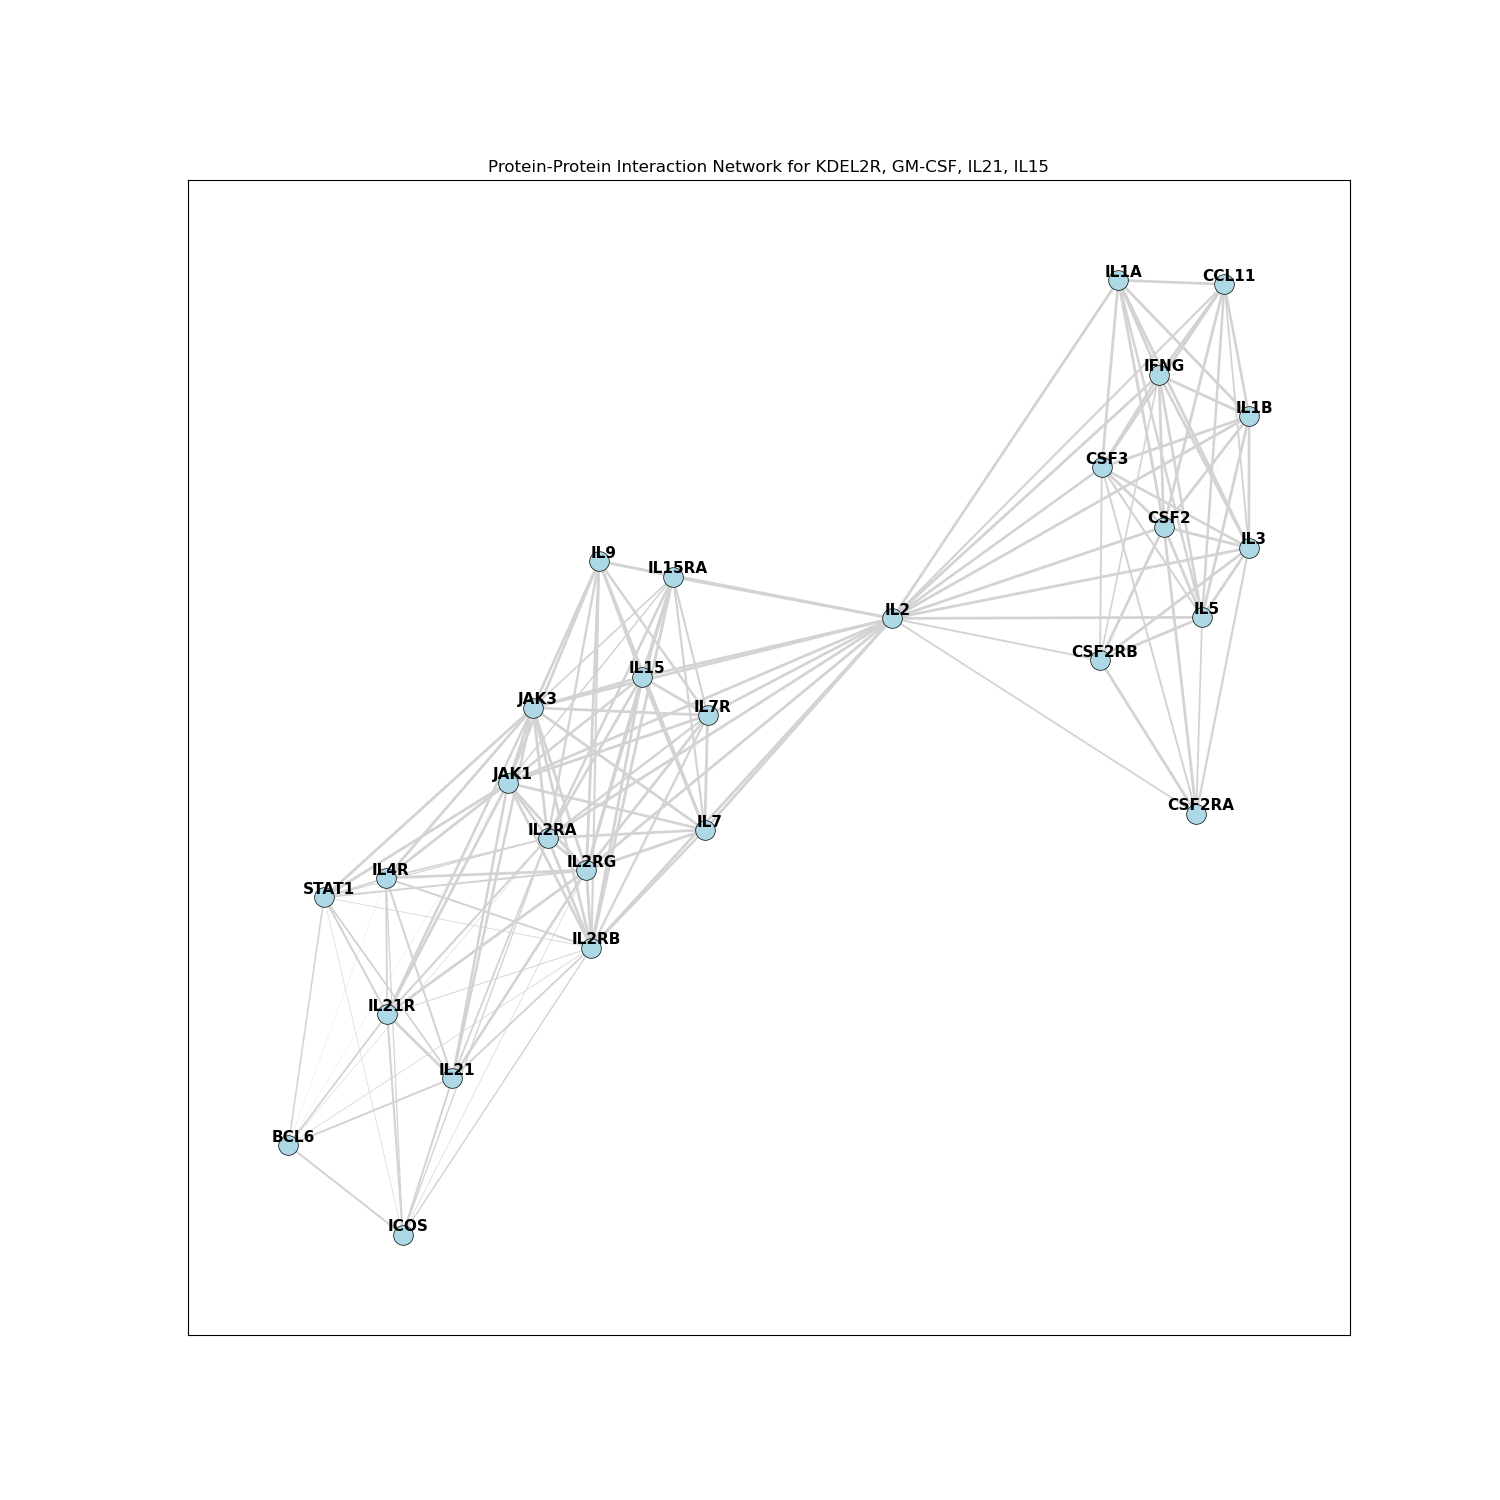 Protein-Protein Interaction Network for KDEL2R, GM-CSF, IL21, IL15
IL1A
CCL11
IFNG
IL1B
CSF3
CSF2
IL3
IL9
IL15RA
IL2
IL5
CSF2RB
IL15
JAK3
IL7R
JAK1
CSF2RA
IL2RA
IL7
IL2RG
IL4R
STAT1
IL2RB
IL21R
IL21
BCL6
ICOS